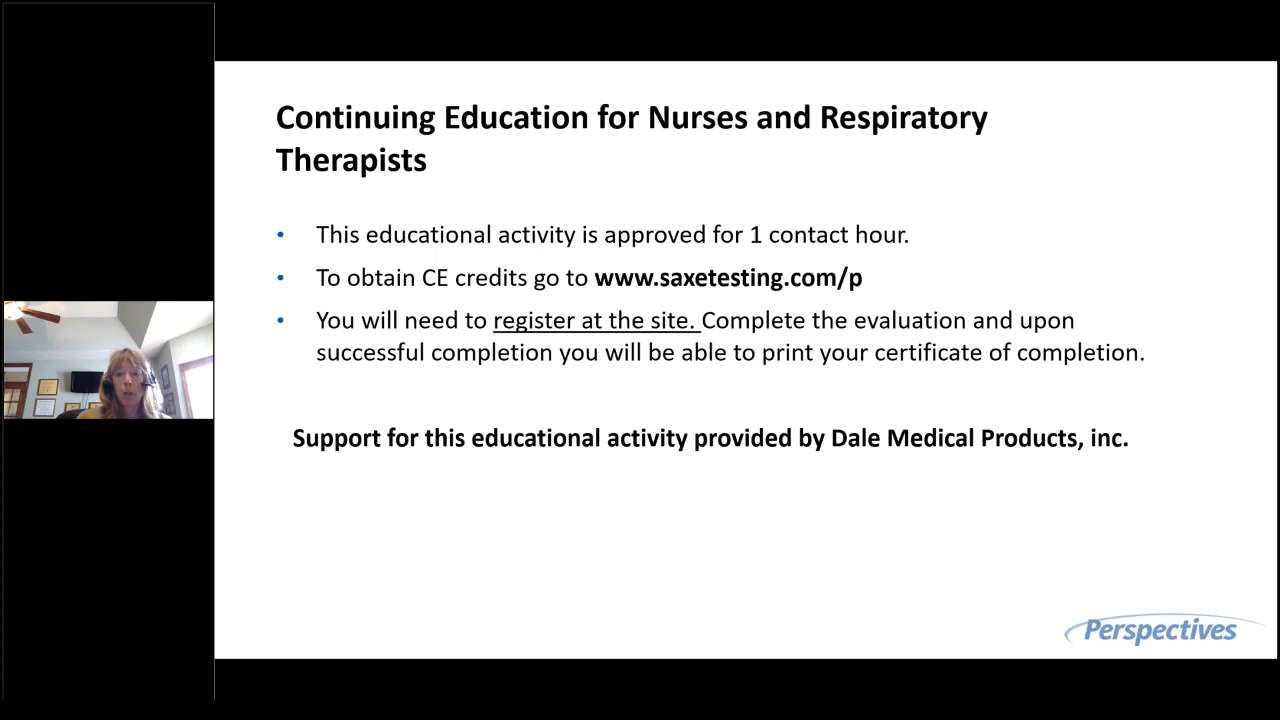 Continuing Education for Nurses and Respiratory
Therapists
• This educational activity is approved for 1 contact hour.
• To obtain CE credits go to www.saxetesting.com/p
• You will need to register at the site. Complete the evaluation and upon
successful completion you will be able to print your certificate of completion.
Support for this educational activity provided by Dale Medical Products, inc.
Perspectives